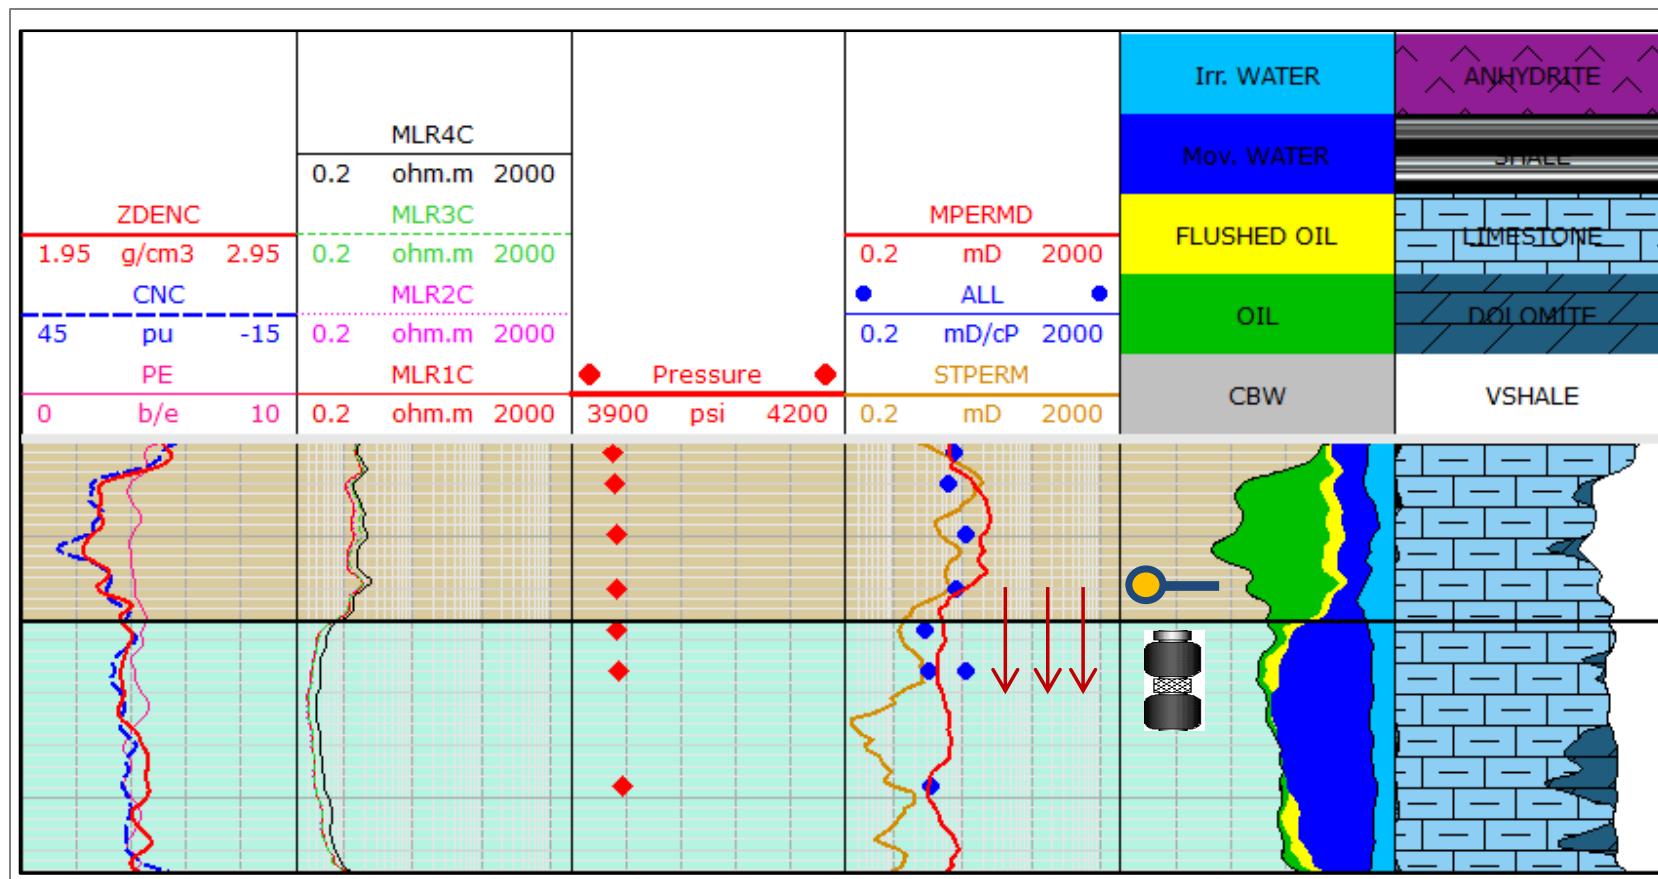 ZDENC
1.95 g/cm3 2.95
CNC
45 pu -15
PE
0 b/e 10
MLR4C
0.2 ohm.m 2000
MLR3C
0.2 ohm.m 2000
MLR2C
0.2 ohm.m 2000
MLR1C
0.2 ohm.m 2000
Pressure
3900 psi 4200
MPERMD
0.2 mD 2000
ALL
0.2 mD/cP 2000
STPERM
0.2 mD 2000
Irr. WATER
Mov. WATER
FLUSHED OIL
OIL
CBW
ANHYDRITE
SHALE
LIMESTONE
DOLOMITE
VSHALE